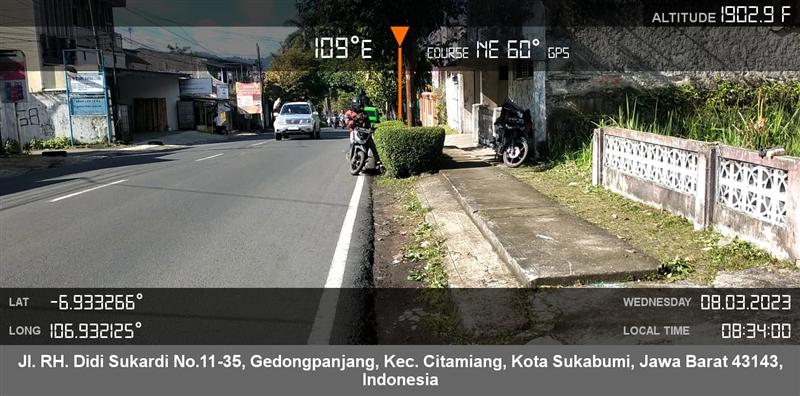 ALTITUDE 1902.9 F
109°E
COURSE NE 60° GPS
LAT -6.933266°
LONG 106.932125°
WEDNESDAY 08.03.2023
LOCAL TIME 08:34:00
Jl. RH. Didi Sukardi No.11-35, Gedongpanjang, Kec. Citamiang, Kota Sukabumi, Jawa Barat 43143,
Indonesia